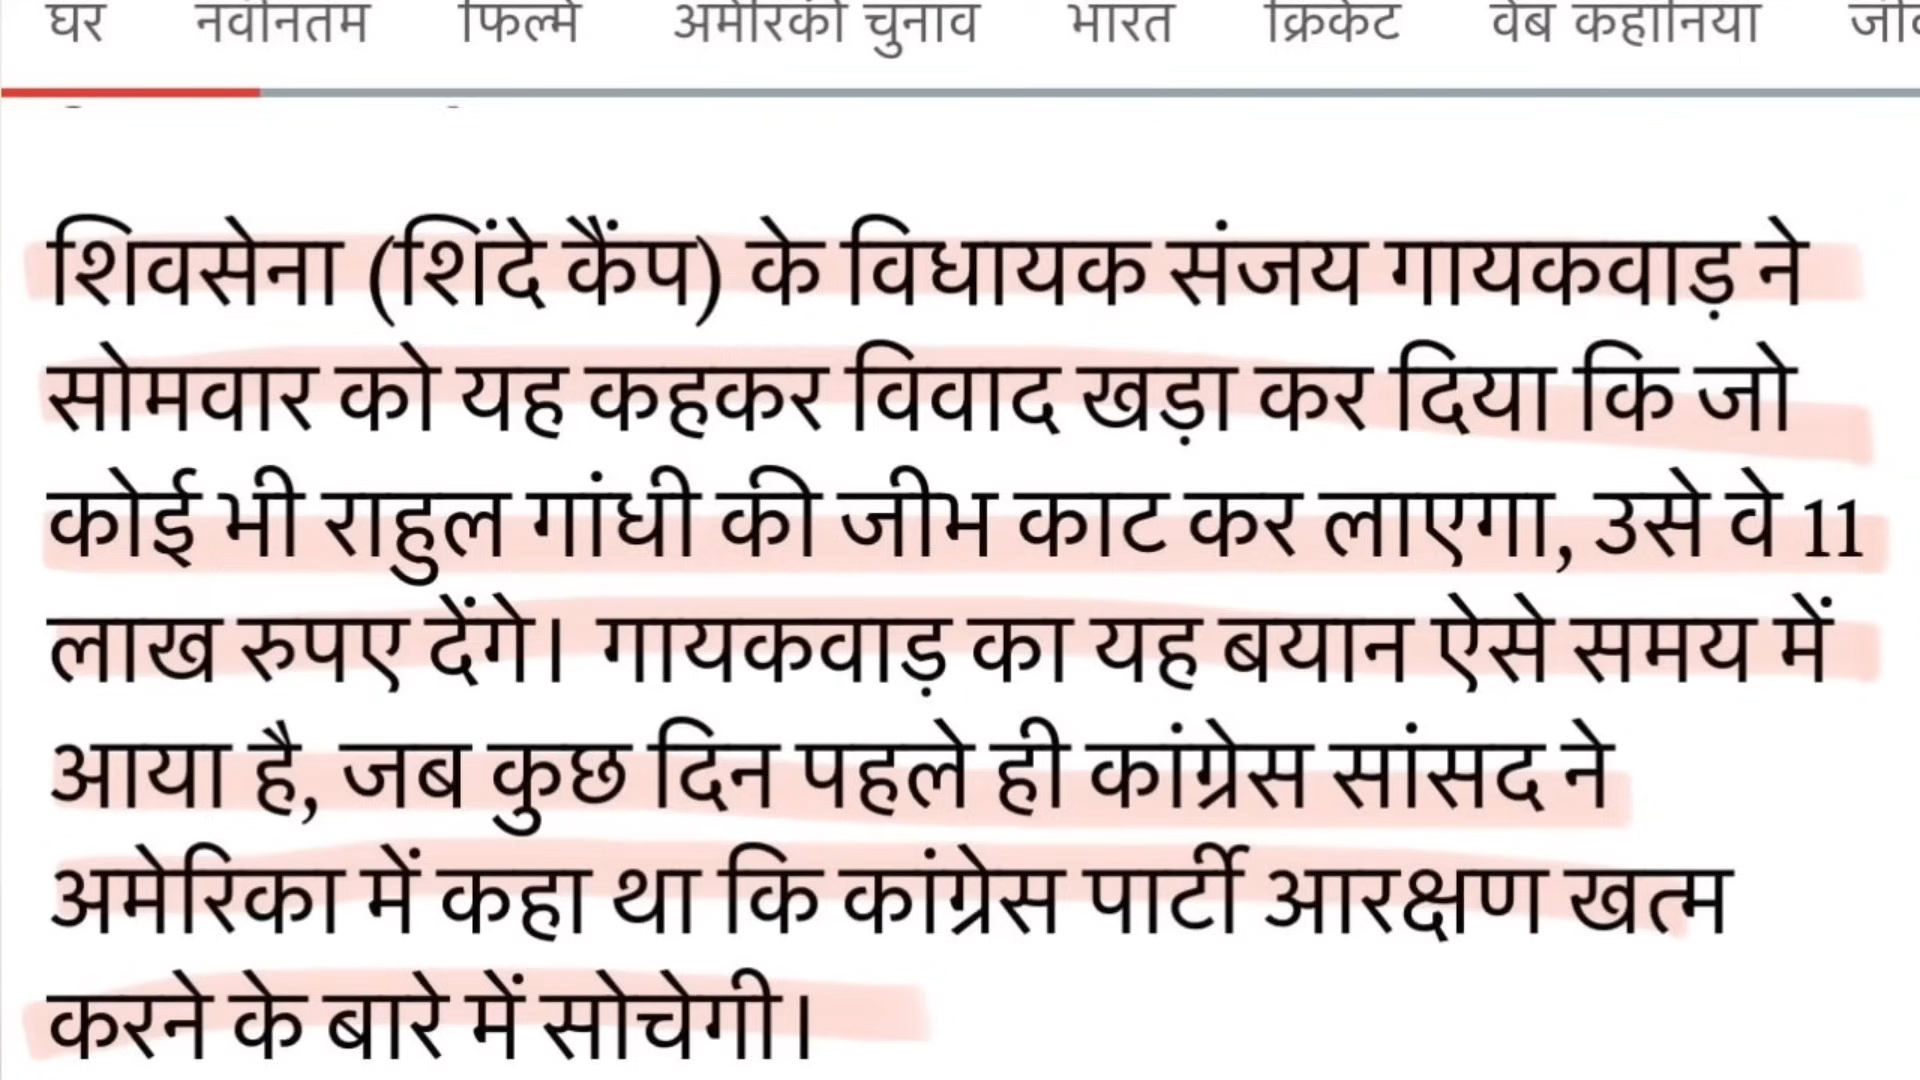 घर नवीनतम फिल्में अमेरिकी चुनाव भारत क्रिकेट वेब कहानियां
शिवसेना (शिंदे कैंप) के विधायक संजय गायकवाड़ ने
सोमवार को यह कहकर विवाद खड़ा कर दिया कि जो
कोई भी राहुल गांधी की जीभ काट कर लाएगा, उसे वे 11
लाख रुपए देंगे। गायकवाड़ का यह बयान ऐसे समय में
आया है, जब कुछ दिन पहले ही कांग्रेस सांसद ने
अमेरिका में कहा था कि कांग्रेस पार्टी आरक्षण खत्म
करने के बारे में सोचेगी।